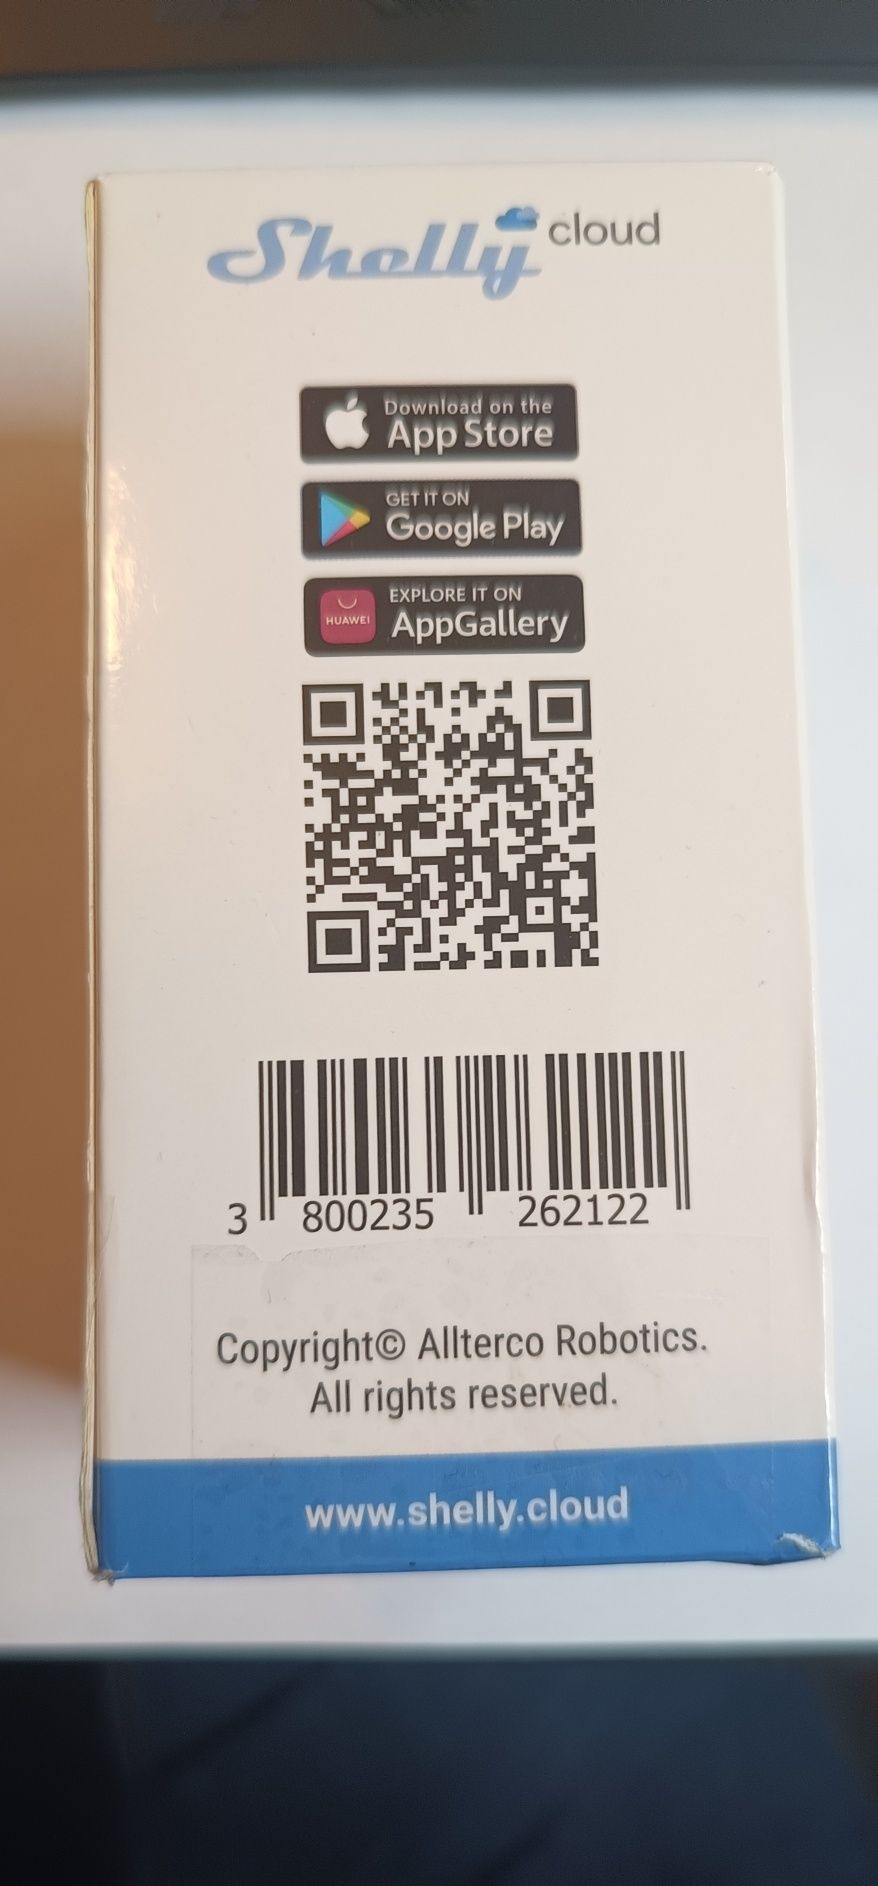 Shelly cloud
Download on the
App Store
GET IT ON
Google Play
HUAWEI
EXPLORE IT ON
AppGallery
3 800235 262122
Copyright© Allterco Robotics.
All rights reserved.
www.shelly.cloud